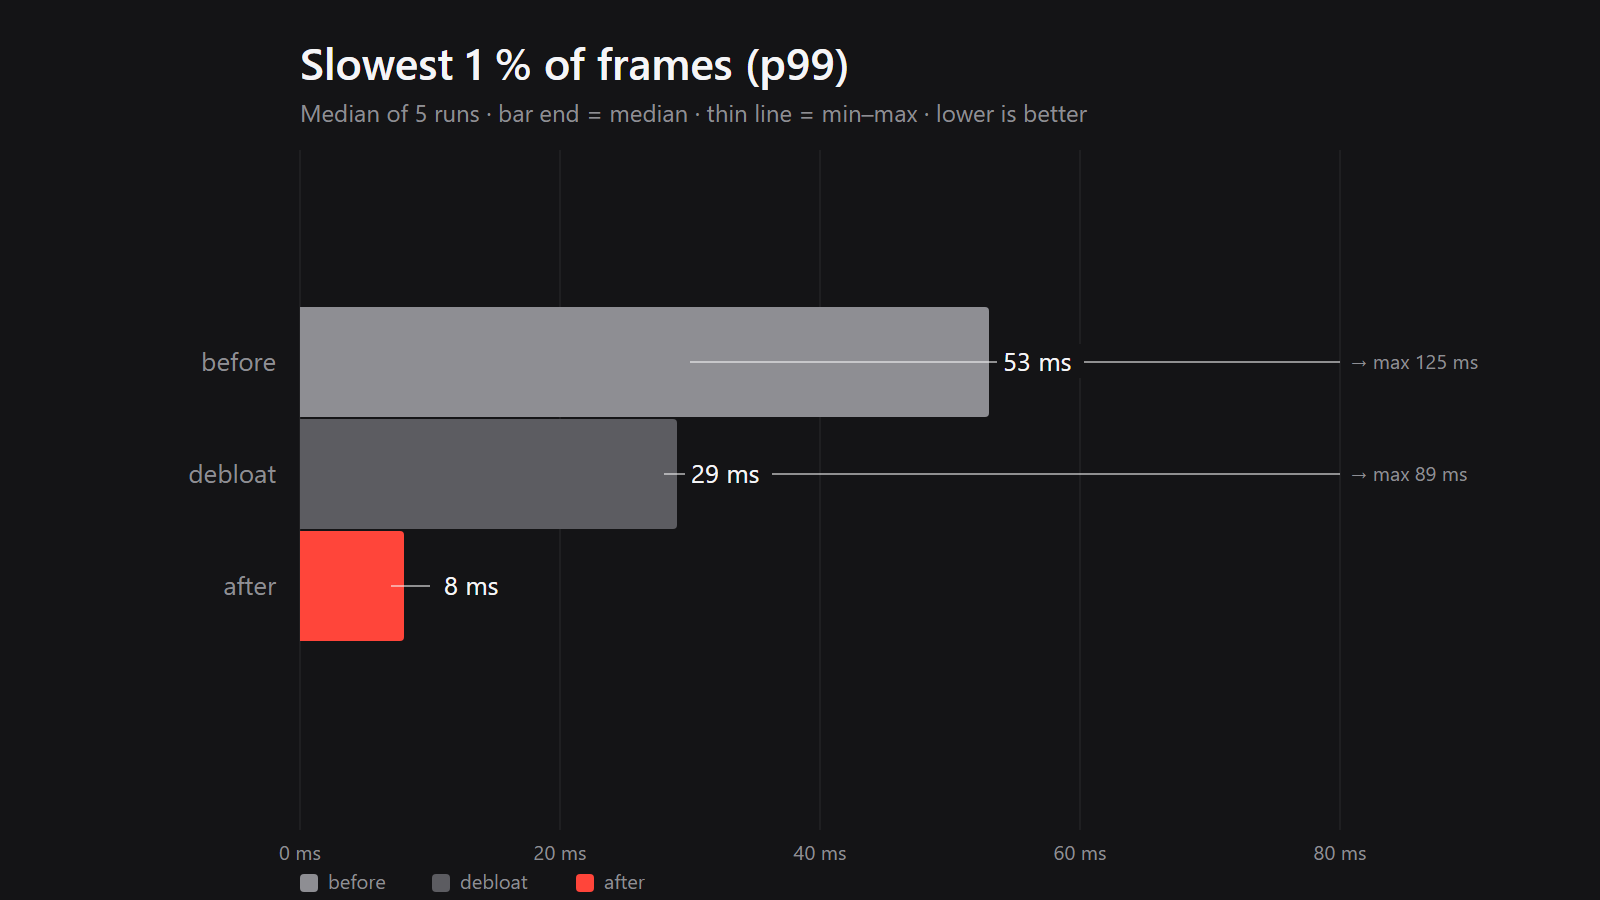 Slowest 1 % of frames (p99)
Median of 5 runs · bar end = median · thin line = min–max · lower is better
before 53 ms → max 125 ms
debloat 29 ms → max 89 ms
after 8 ms
0 ms 20 ms 40 ms 60 ms 80 ms
before debloat after